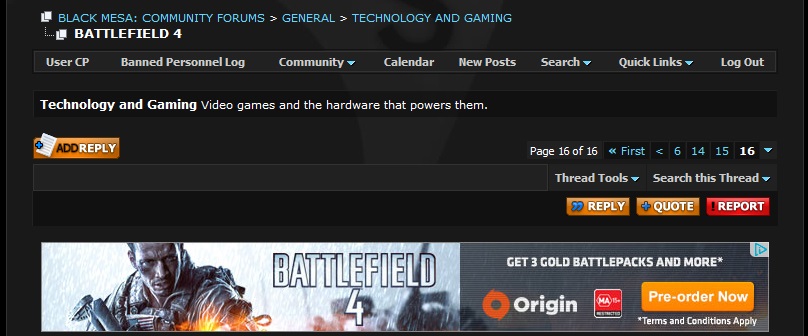 BLACK MESA: COMMUNITY FORUMS > GENERAL > TECHNOLOGY AND GAMING
BATTLEFIELD 4
User CP Banned Personnel Log Community Calendar New Posts Search Quick Links Log Out
Technology and Gaming Video games and the hardware that powers them.
ADD REPLY
Page 16 of 16 « First < 6 14 15 16
Thread Tools Search this Thread
REPLY QUOTE ! REPORT
BATTLEFIELD
4
GET 3 GOLD BATTLEPACKS AND MORE*
Origin
MA 15+
RESTRICTED
Pre-order Now
*Terms and Conditions Apply